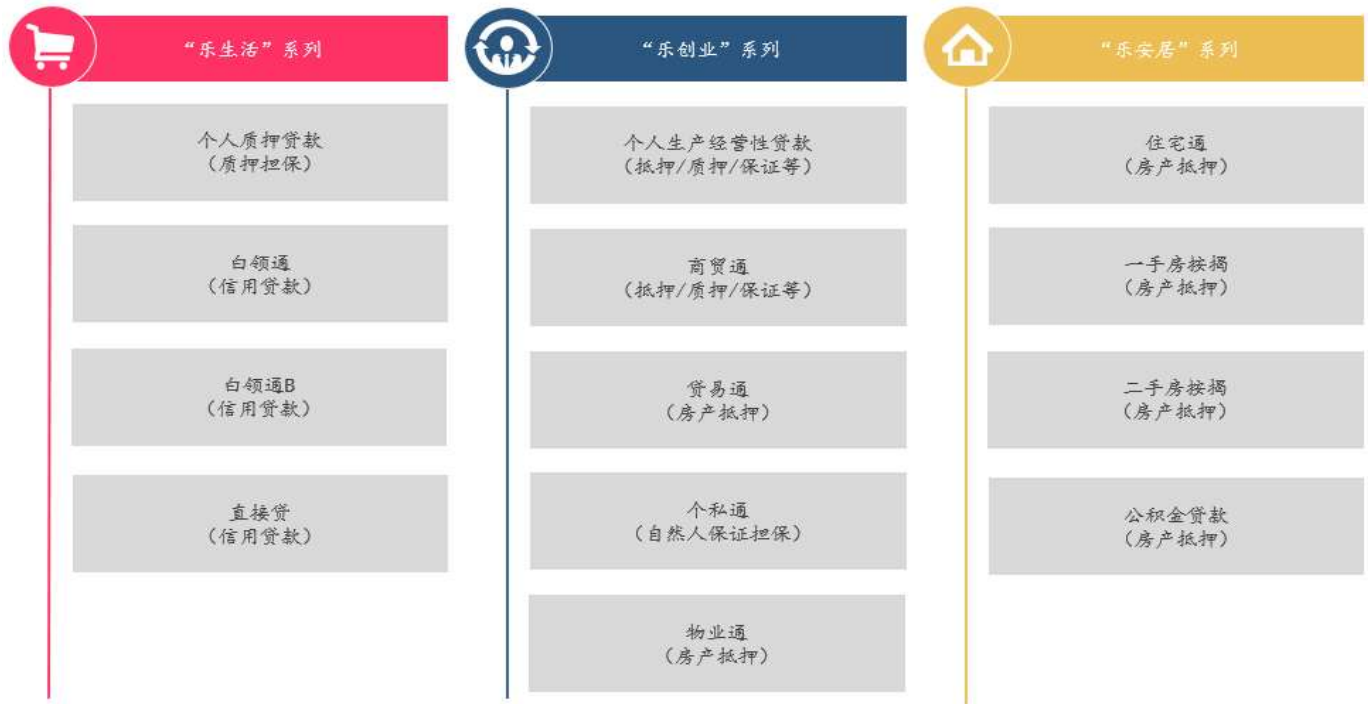 “乐生活”系列
个人质押贷款
（质押担保）
白领通
（信用贷款）
白领通B
（信用贷款）
直接贷
（信用贷款）
“乐创业”系列
个人生产经营性贷款
（抵押/质押/保证等）
商贸通
（抵押/质押/保证等）
贷易通
（房产抵押）
个私通
（自然人保证担保）
物业通
（房产抵押）
“乐安居”系列
住宅通
（房产抵押）
一手房按揭
（房产抵押）
二手房按揭
（房产抵押）
公积金贷款
（房产抵押）